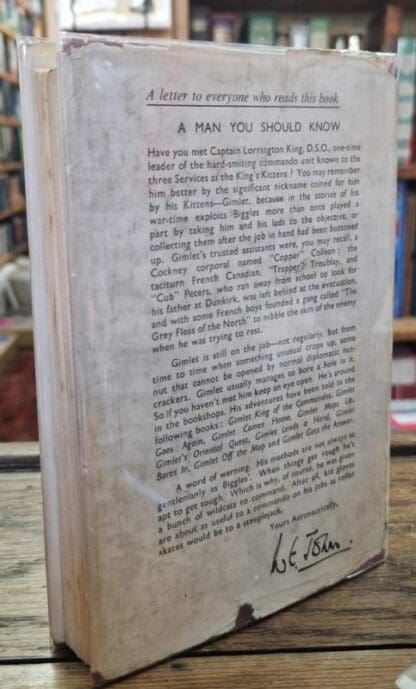 A letter to everyone who reads this book
A MAN YOU SHOULD KNOW
Have you met Captain Lorrington King, D.S.O., one-time
leader of the hard-smiting commando unit known to the
three Services as the King's Kittens? You may remember
him better by the significant nickname coined for him
by his Kittens—Gimlet, because in the stories of his
war-time exploits Biggles more than once played a
part by taking him and his lads to the objective, or
collecting them after the job in hand had been buttoned
up. Gimlet's trusted assistants were, you may recall, a
Cockney corporal named "Copper" Colson: the
taciturn French Canadian, "Trapper" Troublay, and
"Cub" Peters, who ran away from school to look for
his father at Dunkirk, was left behind at the evacuation,
and with some French boys founded a gang called "The
Grey Fleas of the North" to nibble the skin of the enemy
when he was trying to rest.
Gimlet is still on the job—not regularly, but from
time to time when something unusual crops up, some
nut that cannot be opened by normal diplomatic nut-
crackers. Gimlet usually manages to bore a hole in it.
So if you haven't met him keep an eye open. He's around
in the bookshops. His adventures have been told in the
following books: Gimlet King of the Commandos, Gimlet
Goes Again, Gimlet Comes Home, Gimlet Mops Up,
Gimlet's Oriental Quest, Gimlet Lends a Hand, Gimlet
Bores In, Gimlet Off the Map and Gimlet Gets the Answer.
A word of warning. His methods are not always as
gentlemanly as Biggles'. When things get rough he's
apt to get tough. Which is why, of course, he was given
a bunch of wildcats to command. After all, kid gloves
are about as useful to a commando on his jobs as roller
skates would be to a steeplejack.
Yours Aeronautically,
W.E. Johns.